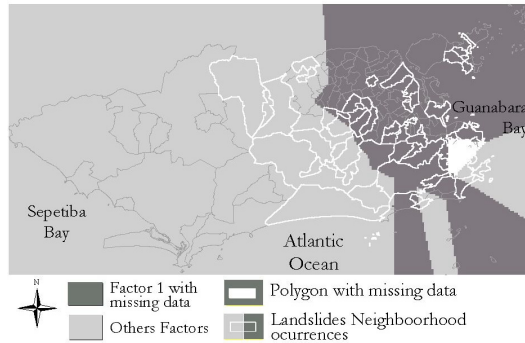 Guanabara
Bay
Sepetiba
Bay
Atlantic
Ocean
N
Factor 1 with
missing data
Polygon with missing data
Others Factors
Landslides Neighboorhood
ocurrences